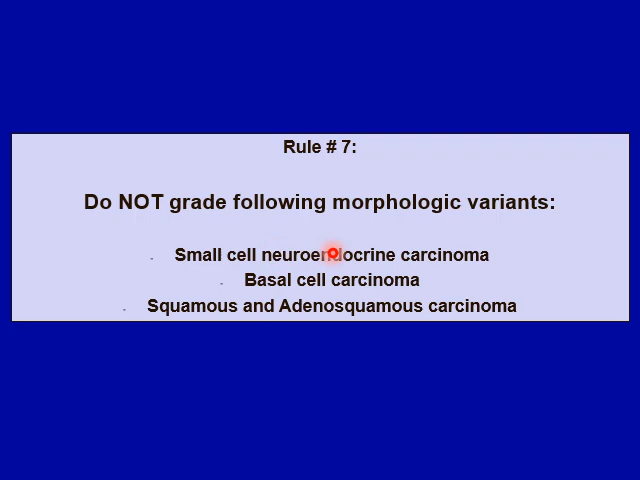 Rule # 7:
Do NOT grade following morphologic variants:
- Small cell neuroendocrine carcinoma
- Basal cell carcinoma
- Squamous and Adenosquamous carcinoma